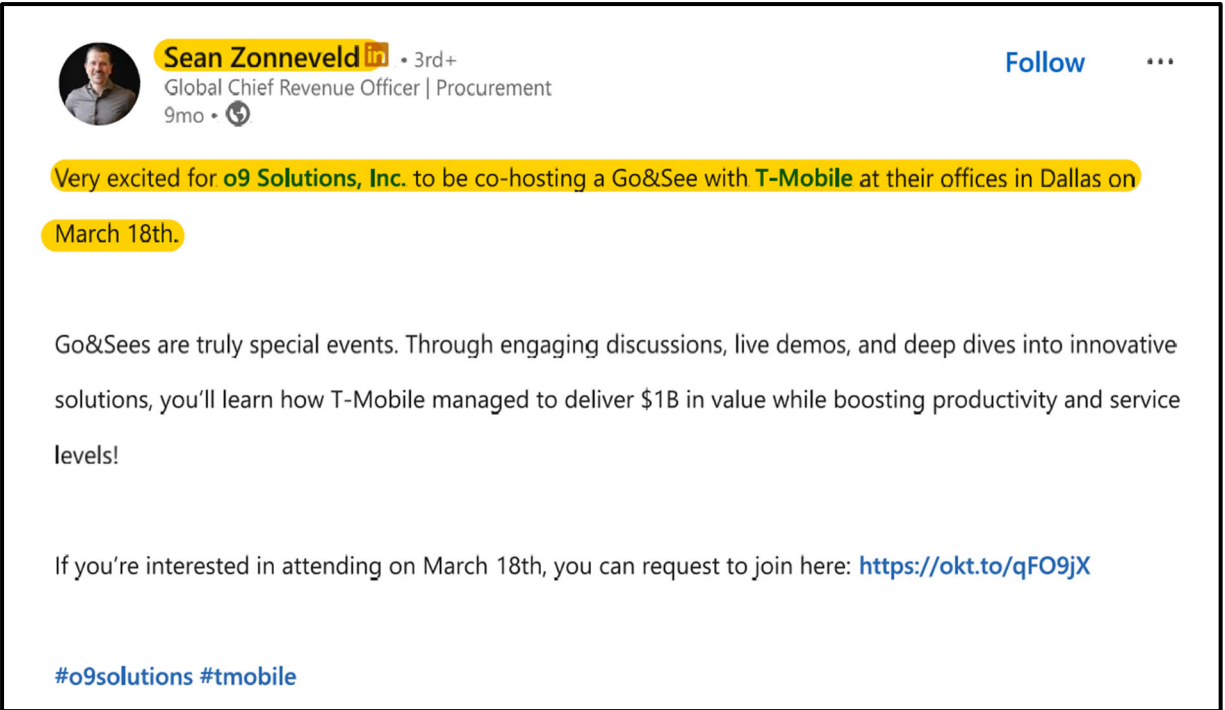 Sean Zonneveld in • 3rd+
Follow ...
Global Chief Revenue Officer | Procurement
9mo •
Very excited for o9 Solutions, Inc. to be co-hosting a Go&See with T-Mobile at their offices in Dallas on
March 18th.
Go&Sees are truly special events. Through engaging discussions, live demos, and deep dives into innovative
solutions, you'll learn how T-Mobile managed to deliver $1B in value while boosting productivity and service
levels!
If you're interested in attending on March 18th, you can request to join here: https://okt.to/qFO9jX
#o9solutions #tmobile